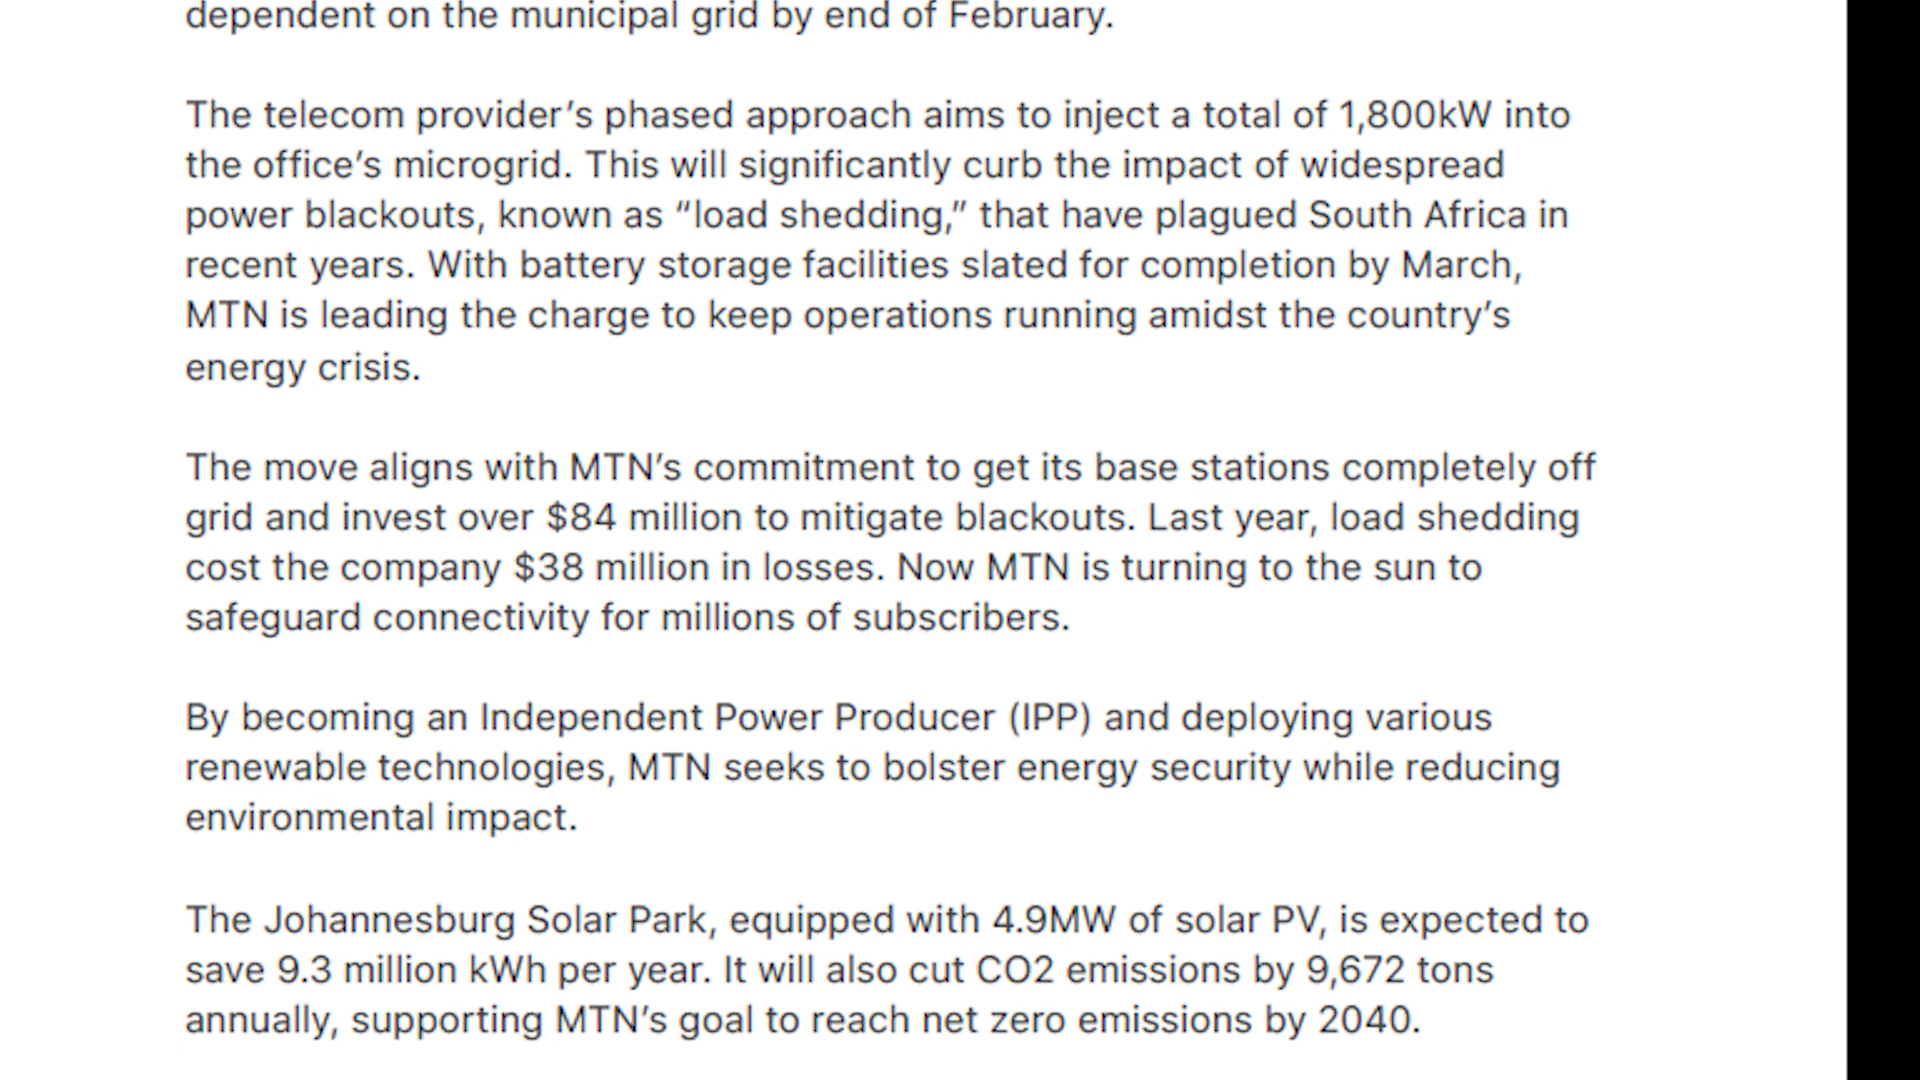 dependent on the municipal grid by end of February.
The telecom provider’s phased approach aims to inject a total of 1,800kW into
the office’s microgrid. This will significantly curb the impact of widespread
power blackouts, known as “load shedding,” that have plagued South Africa in
recent years. With battery storage facilities slated for completion by March,
MTN is leading the charge to keep operations running amidst the country’s
energy crisis.
The move aligns with MTN’s commitment to get its base stations completely off
grid and invest over $84 million to mitigate blackouts. Last year, load shedding
cost the company $38 million in losses. Now MTN is turning to the sun to
safeguard connectivity for millions of subscribers.
By becoming an Independent Power Producer (IPP) and deploying various
renewable technologies, MTN seeks to bolster energy security while reducing
environmental impact.
The Johannesburg Solar Park, equipped with 4.9MW of solar PV, is expected to
save 9.3 million kWh per year. It will also cut CO2 emissions by 9,672 tons
annually, supporting MTN’s goal to reach net zero emissions by 2040.